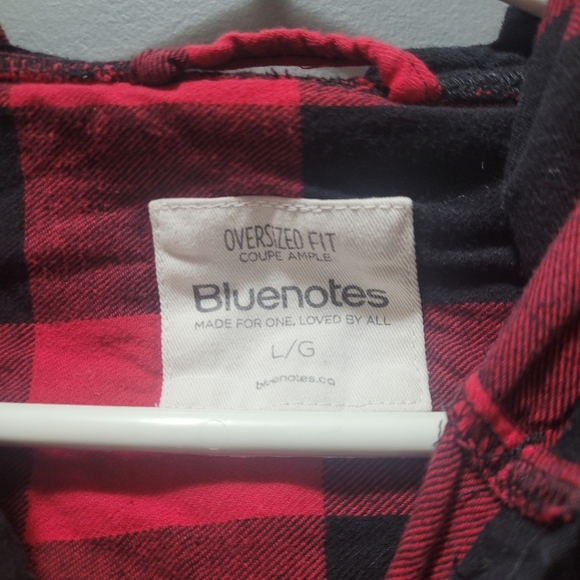 OVERSIZED FIT
COUPE AMPLE
Bluenotes
MADE FOR ONE. LOVED BY ALL
L/G
bluenotes.ca